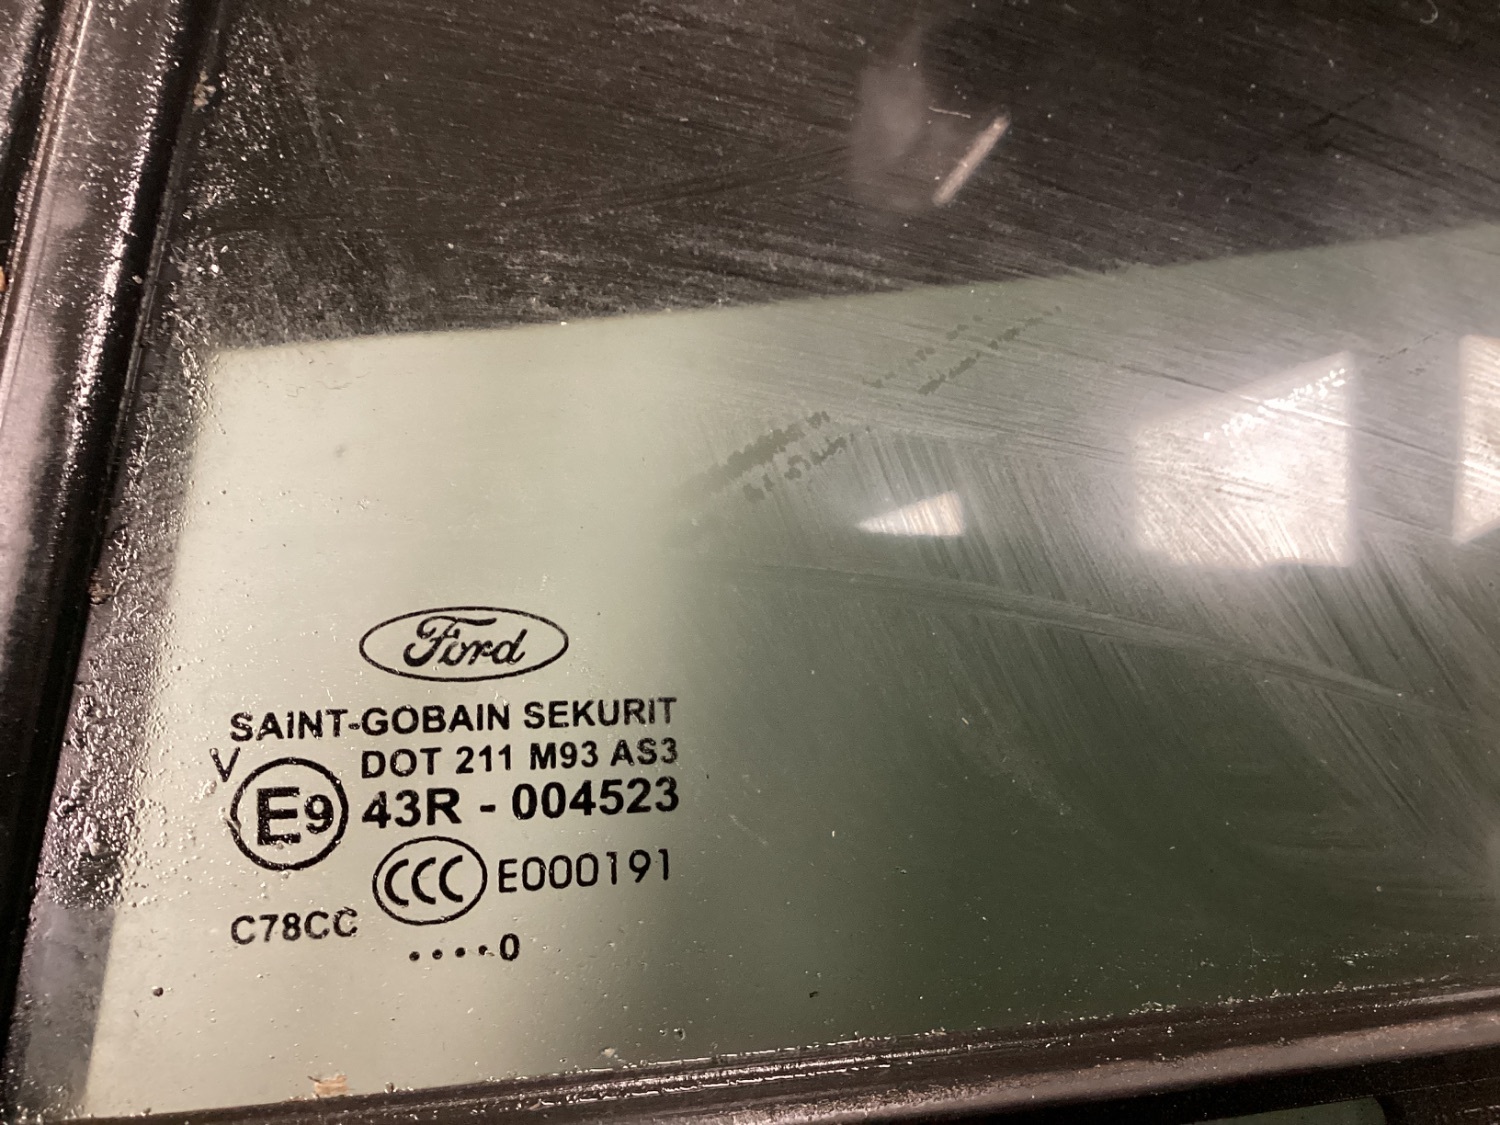 Ford
SAINT-GOBAIN SEKURIT
DOT 211 M93 AS3
V
E9 43R - 004523
CCC E000191
C78CC
....0